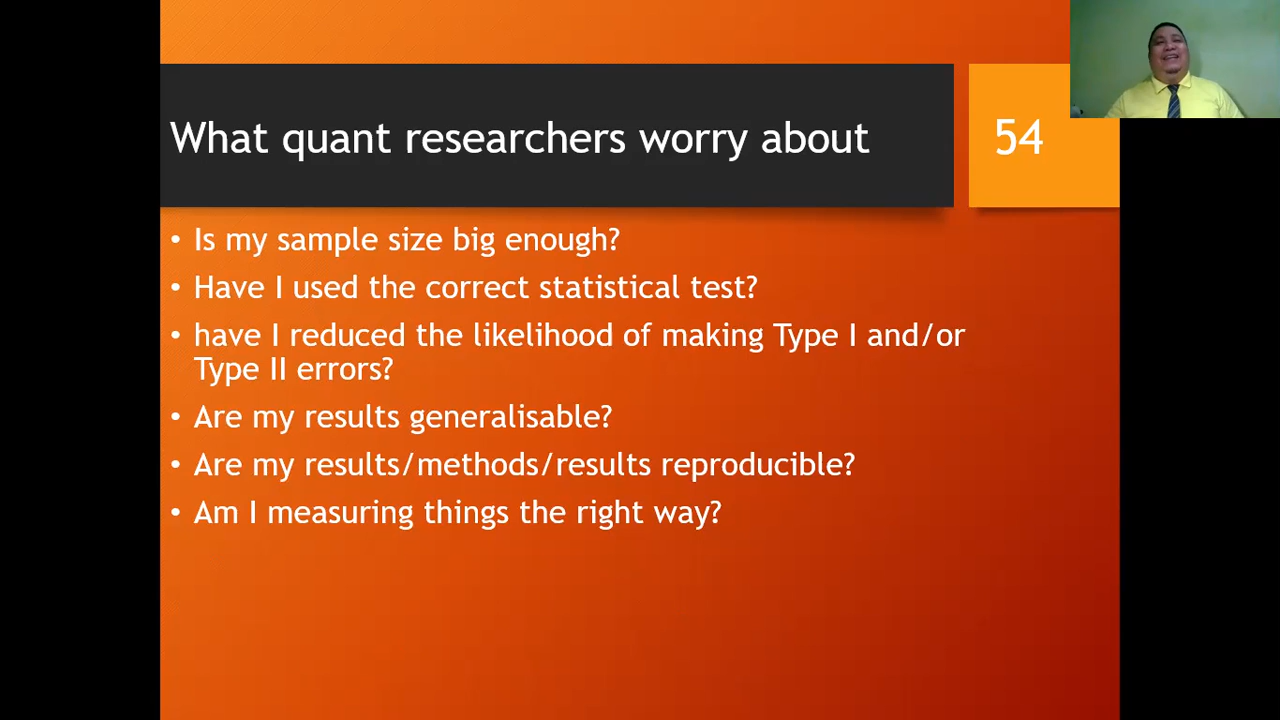 What quant researchers worry about
54
• Is my sample size big enough?
• Have I used the correct statistical test?
• have I reduced the likelihood of making Type I and/or
Type II errors?
• Are my results generalisable?
• Are my results/methods/results reproducible?
• Am I measuring things the right way?